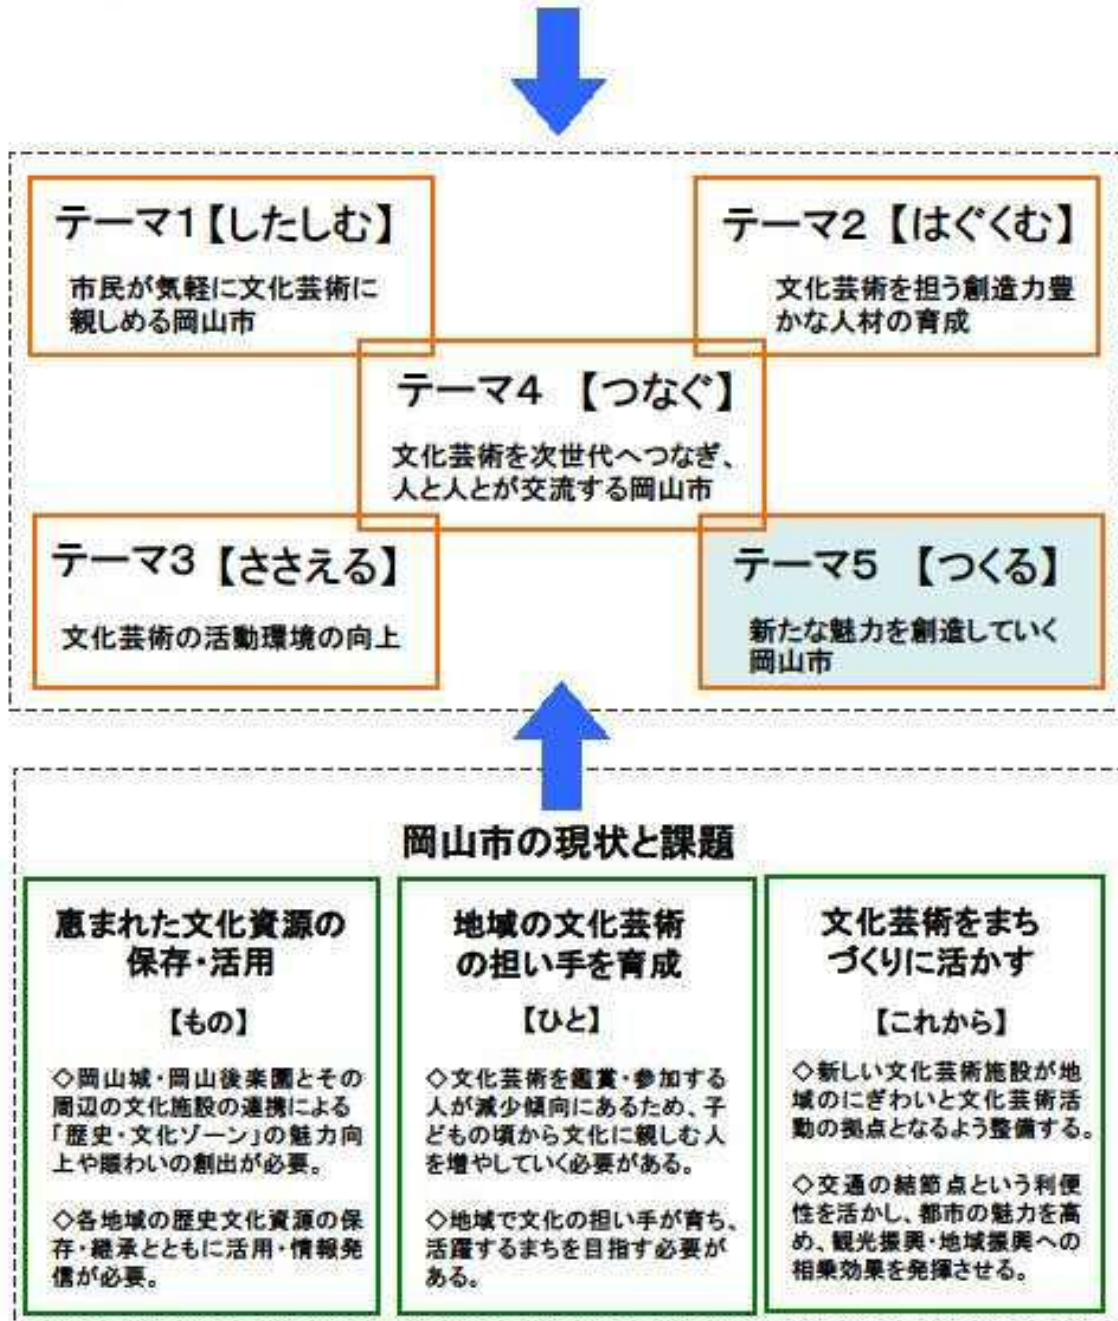 テーマ1【したしむ】
市民が気軽に文化芸術に
親しめる岡山市
テーマ2【はぐくむ】
文化芸術を担う創造力豊
かな人材の育成
テーマ4 【つなぐ】
文化芸術を次世代へつなぎ、
人と人とが交流する岡山市
テーマ3【ささえる】
文化芸術の活動環境の向上
テーマ5 【つくる】
新たな魅力を創造していく
岡山市
岡山市の現状と課題
恵まれた文化資源の
保存・活用
【もの】
◇岡山城・岡山後楽園とその
周辺の文化施設の連携による
「歴史・文化ゾーン」の魅力向
上や賑わいの創出が必要。
◇各地域の歴史文化資源の保
存・継承とともに活用・情報発
信が必要。
地域の文化芸術
の担い手を育成
【ひと】
◇文化芸術を鑑賞・参加する
人が減少傾向にあるため、子
どもの頃から文化に親しむ人
を増やしていく必要がある。
◇地域で文化の担い手が育ち、
活躍するまちを目指す必要が
ある。
文化芸術をまち
づくりに活かす
【これから】
◇新しい文化芸術施設が地
域のにぎわいと文化芸術活
動の拠点となるよう整備する。
◇交通の結節点という利便
性を活かし、都市の魅力を高
め、観光振興・地域振興への
相乗効果を発揮させる。